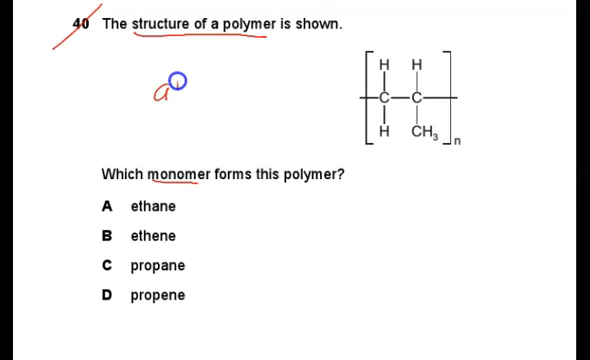 40 The structure of a polymer is shown.
H H
C C
H CH3
n
a
Which monomer forms this polymer?
A ethane
B ethene
C propane
D propene